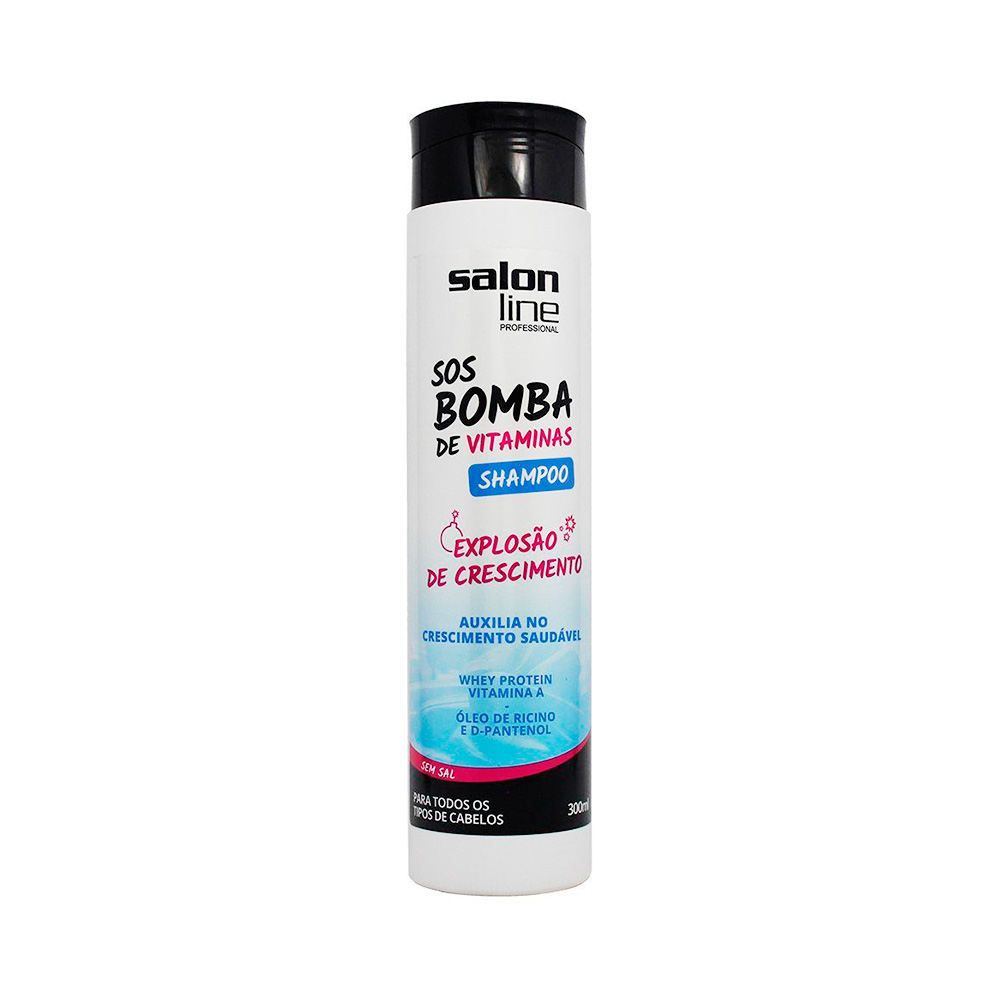 salon
line
PROFESSIONAL
SOS
BOMBA
DE VITAMINAS
SHAMPOO
EXPLOSÃO
DE CRESCIMENTO
AUXILIA NO
CRESCIMENTO SAUDÁVEL
WHEY PROTEIN
VITAMINA A
-
ÓLEO DE RICINO
E D-PANTENOL
SEM SAL
PARA TODOS OS
TIPOS DE CABELOS
300ml